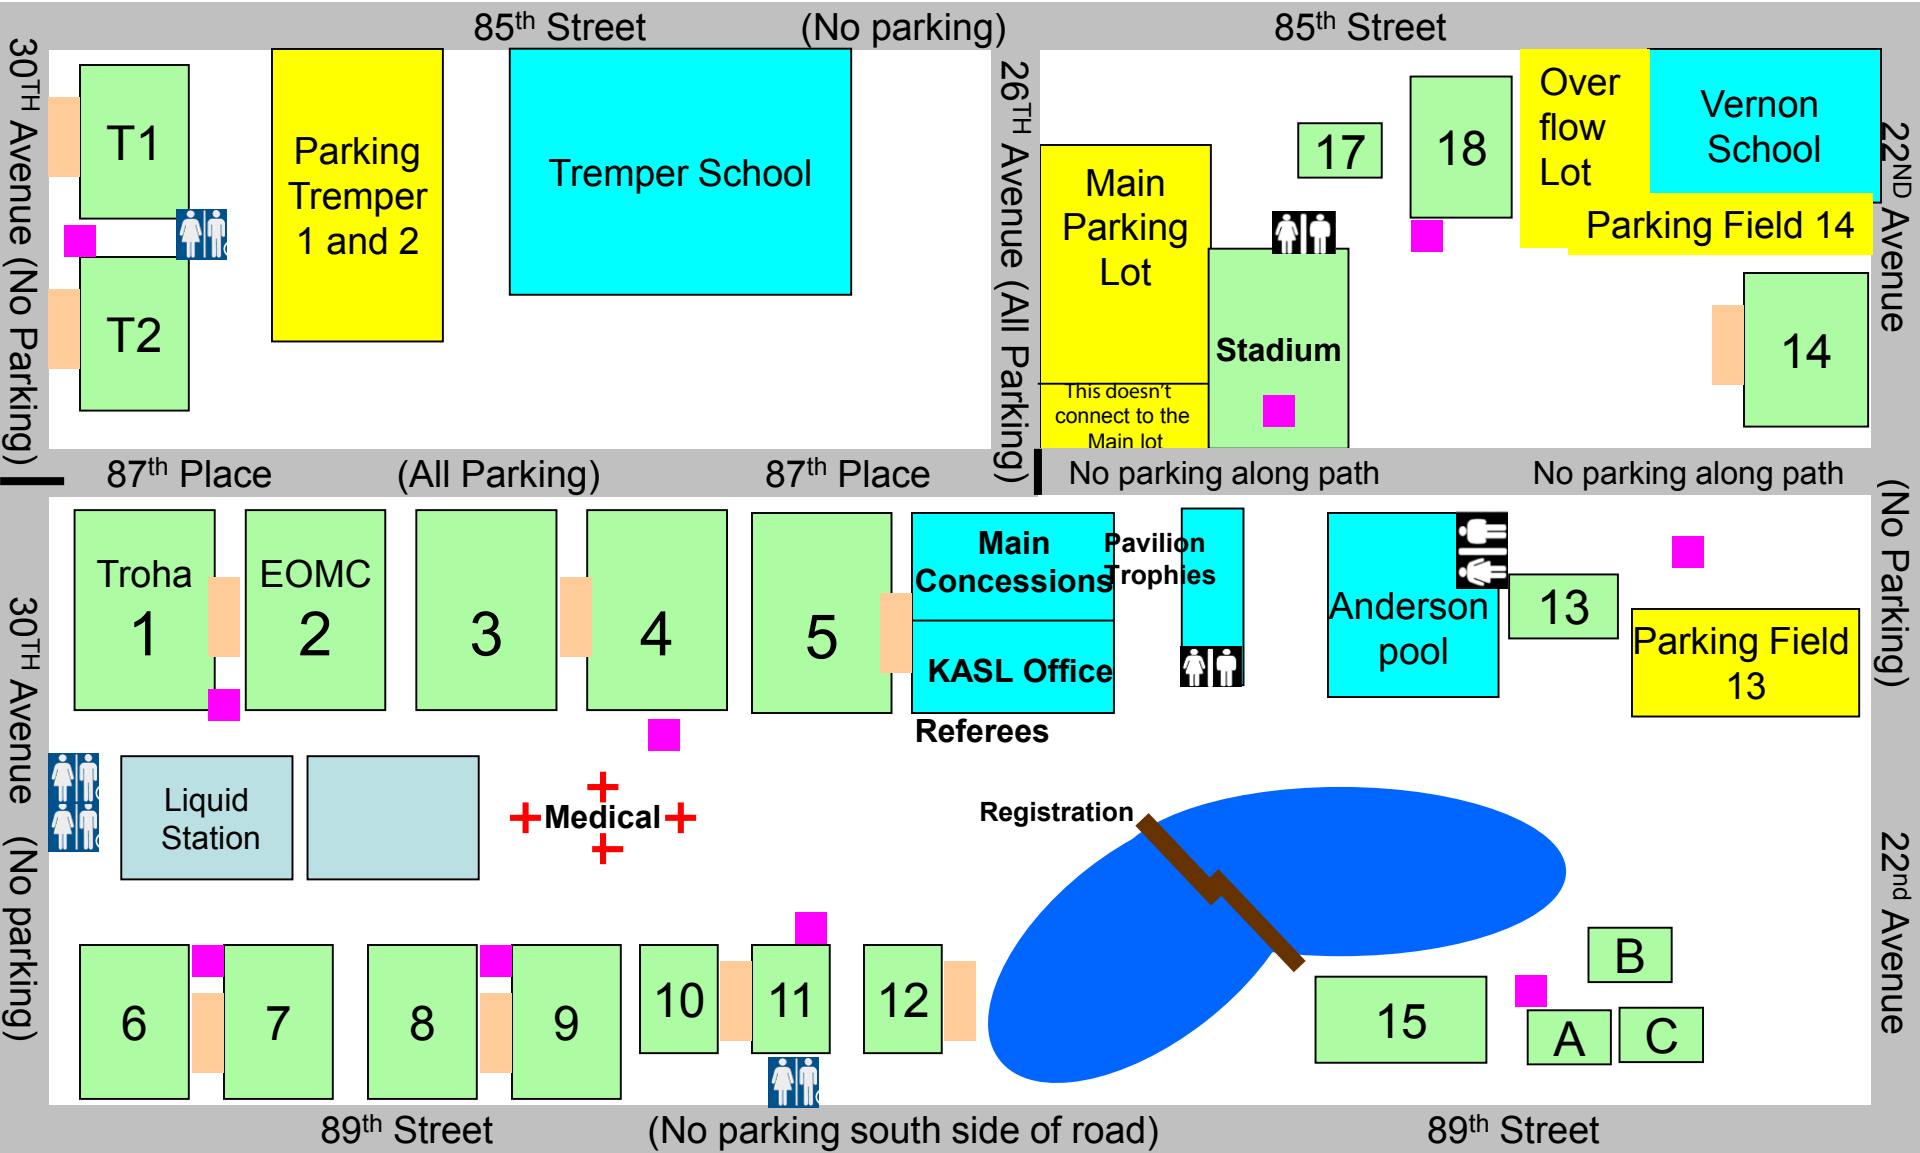 85th Street (No parking) 85th Street
30TH Avenue (No Parking)
T1
T2
Parking
Tremper
1 and 2
Tremper School
26TH Avenue (All Parking)
Main
Parking
Lot
This doesn't
connect to the
Main lot
Stadium
17
18
Over
flow
Lot
Vernon
School
Parking Field 14
14
22ND Avenue
87th Place (All Parking) 87th Place
No parking along path No parking along path
(No Parking)
Troha
1
EOMC
2
3
4
5
Main
Concessions
KASL Office
Referees
Pavilion
Trophies
Anderson
pool
13
Parking Field
13
30TH Avenue (No parking)
Liquid
Station
Medical
Registration
22nd Avenue
6
7
8
9
10
11
12
15
B
A
C
89th Street (No parking south side of road) 89th Street